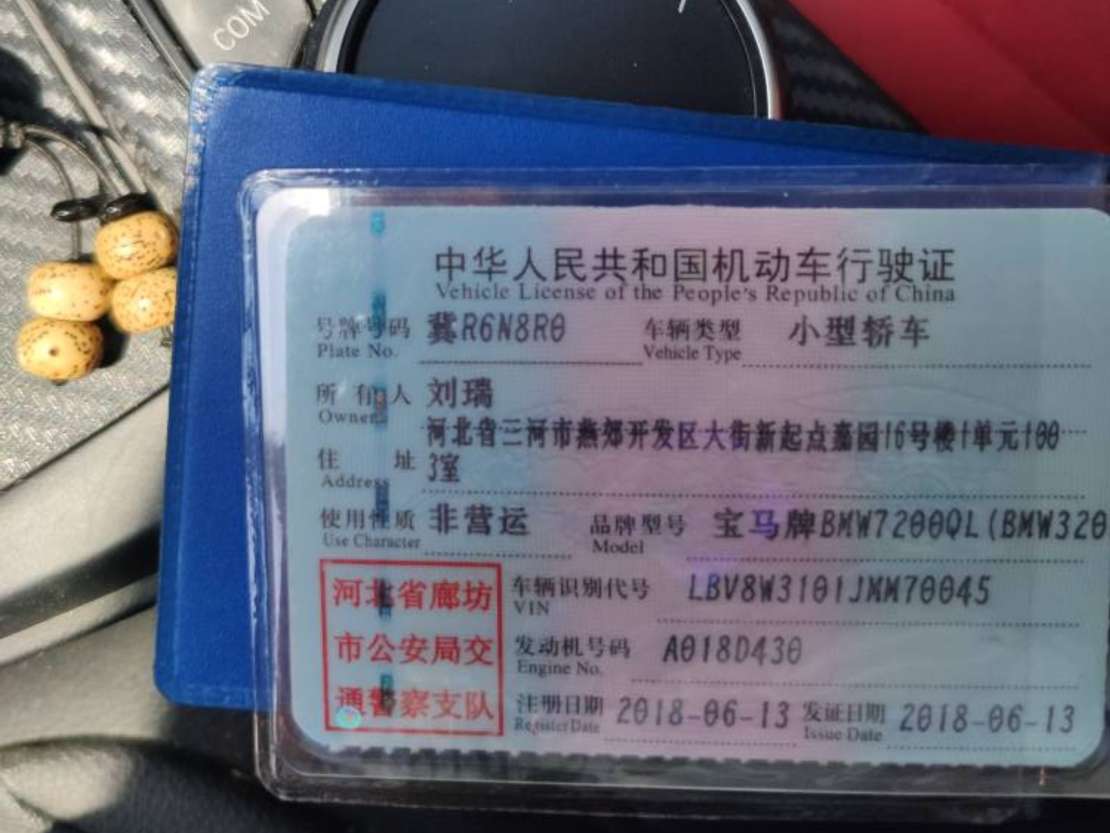 COM
中华人民共和国机动车行驶证
Vehicle License of the People's Republic of China
号牌号码 冀R6N8R0 车辆类型 小型轿车
Plate No. Vehicle Type
所有人 刘瑞
Owner
河北省三河市燕郊开发区大街新起点嘉园16号楼1单元100
住址 3室
Address
使用性质 非营运 品牌型号 宝马牌BMW7200QL(BMW320
Use Character Model
河北省廊坊
市公安局交
通警察支队
车辆识别代号 LBV8W3101JMM70045
VIN
发动机号码 A018D430
Engine No.
注册日期 2018-06-13 发证日期 2018-06-13
Register Date Issue Date